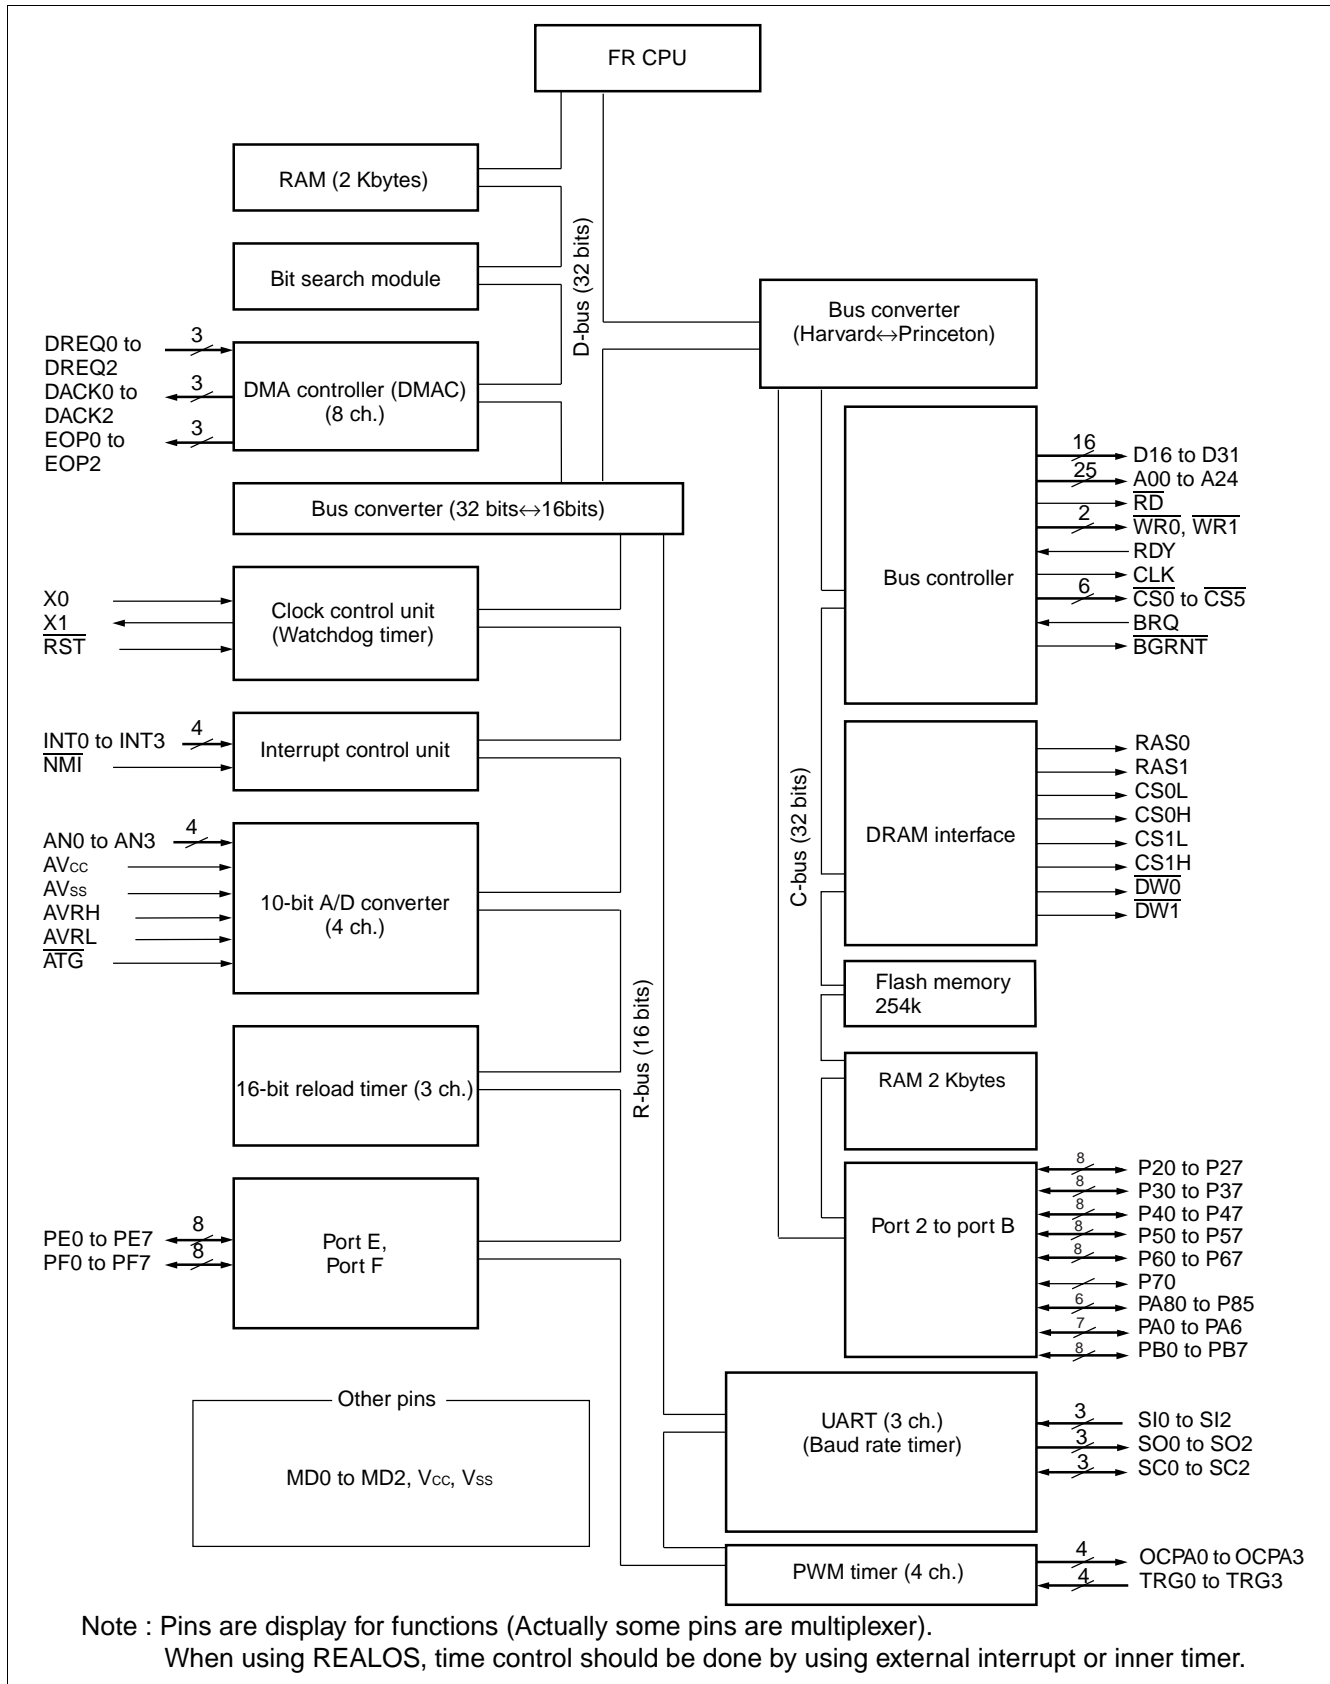 FR CPU
RAM (2 Kbytes)
Bit search module
D-bus (32 bits)
Bus converter
(Harvard↔Princeton)
DREQ0 to
DREQ2
DACK0 to
DACK2
EOP0 to
EOP2
3
3
3
DMA controller (DMAC)
(8 ch.)
Bus converter (32 bits↔16bits)
Bus controller
16
25
2
6
D16 to D31
A00 to A24
R̅D̅
W̅R̅0̅, W̅R̅1̅
RDY
CLK
C̅S̅0̅ to C̅S̅5̅
BRQ
B̅G̅R̅N̅T̅
X0
X1
R̅S̅T̅
Clock control unit
(Watchdog timer)
INT0 to INT3
N̅M̅I̅
4
Interrupt control unit
C-bus (32 bits)
DRAM interface
RAS0
RAS1
CS0L
CS0H
CS1L
CS1H
D̅W̅0̅
D̅W̅1̅
AN0 to AN3
AVCC
AVSS
AVRH
AVRL
A̅T̅G̅
4
10-bit A/D converter
(4 ch.)
Flash memory
254k
R-bus (16 bits)
16-bit reload timer (3 ch.)
RAM 2 Kbytes
PE0 to PE7
PF0 to PF7
8
8
Port E,
Port F
Port 2 to port B
8
8
8
8
8
6
7
8
P20 to P27
P30 to P37
P40 to P47
P50 to P57
P60 to P67
P70
PA80 to P85
PA0 to PA6
PB0 to PB7
Other pins
MD0 to MD2, VCC, VSS
UART (3 ch.)
(Baud rate timer)
3
3
3
SI0 to SI2
SO0 to SO2
SC0 to SC2
PWM timer (4 ch.)
4
4
OCPA0 to OCPA3
TRG0 to TRG3
Note : Pins are display for functions (Actually some pins are multiplexer).
When using REALOS, time control should be done by using external interrupt or inner timer.